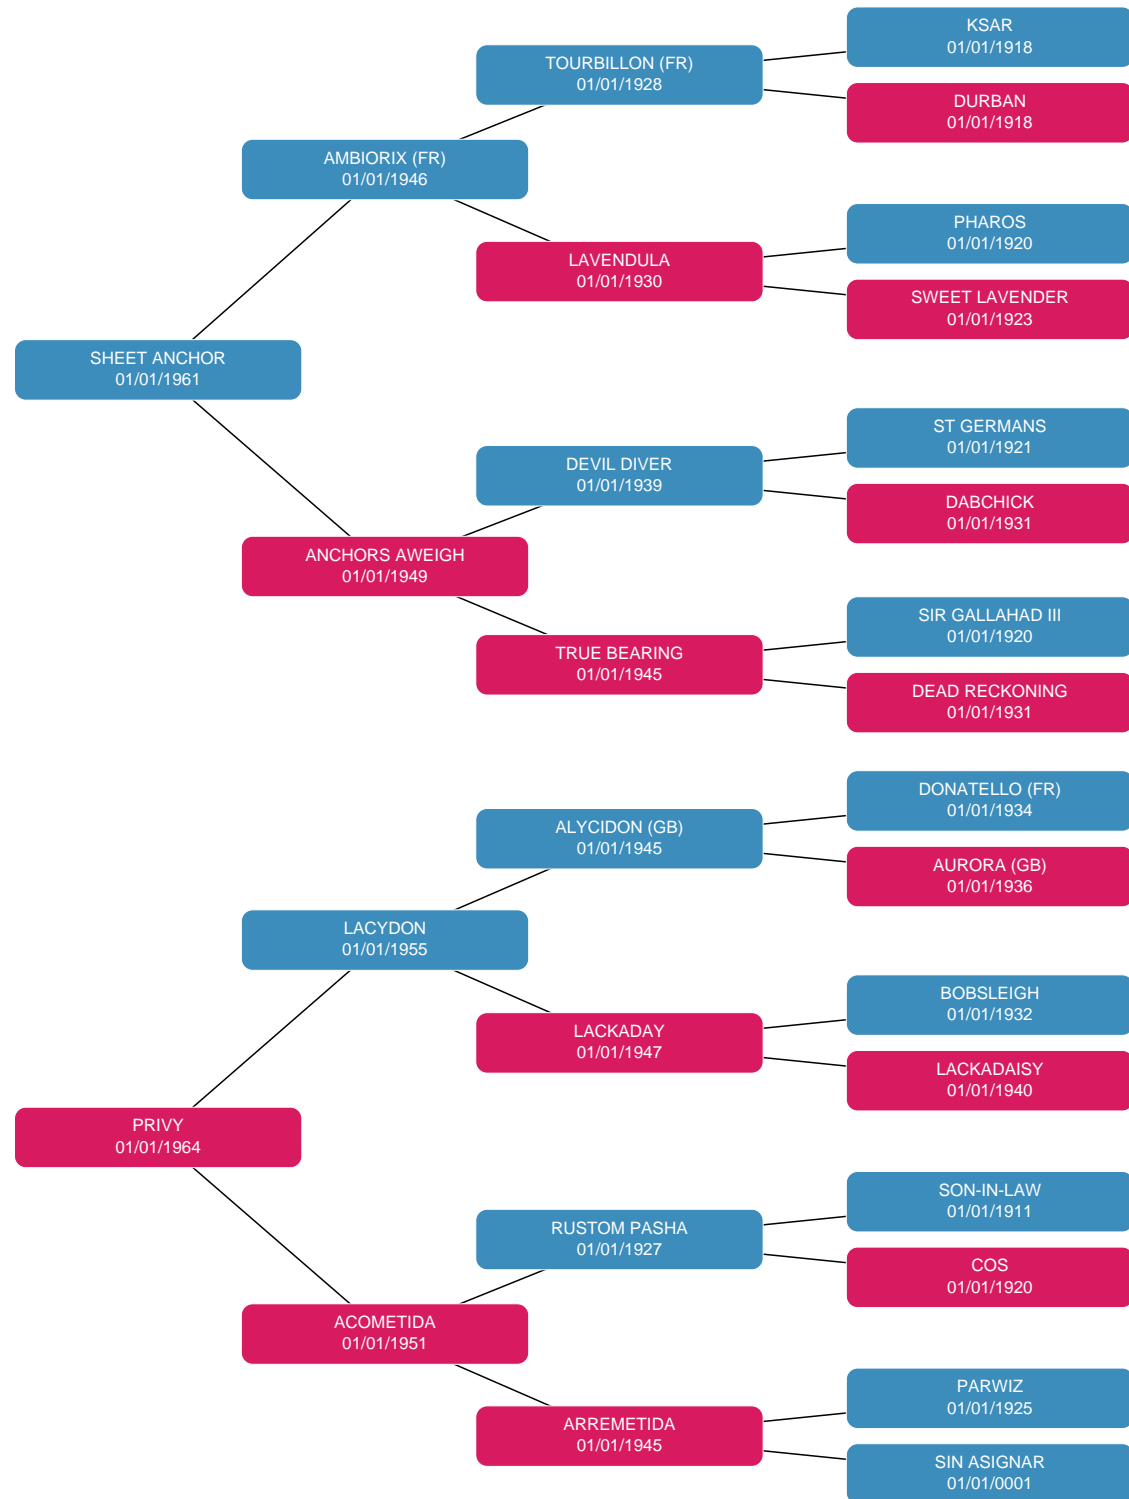 KSAR
01/01/1918
TOURBILLON (FR)
01/01/1928
DURBAN
01/01/1918
AMBIORIX (FR)
01/01/1946
PHAROS
01/01/1920
LAVENDULA
01/01/1930
SWEET LAVENDER
01/01/1923
SHEET ANCHOR
01/01/1961
ST GERMANS
01/01/1921
DEVIL DIVER
01/01/1939
DABCHICK
01/01/1931
ANCHORS AWEIGH
01/01/1949
SIR GALLAHAD III
01/01/1920
TRUE BEARING
01/01/1945
DEAD RECKONING
01/01/1931
DONATELLO (FR)
01/01/1934
ALYCIDON (GB)
01/01/1945
AURORA (GB)
01/01/1936
LACYDON
01/01/1955
BOBSLEIGH
01/01/1932
LACKADAY
01/01/1947
LACKADAISY
01/01/1940
PRIVY
01/01/1964
SON-IN-LAW
01/01/1911
RUSTOM PASHA
01/01/1927
COS
01/01/1920
ACOMETIDA
01/01/1951
PARWIZ
01/01/1925
ARREMETIDA
01/01/1945
SIN ASIGNAR
01/01/0001